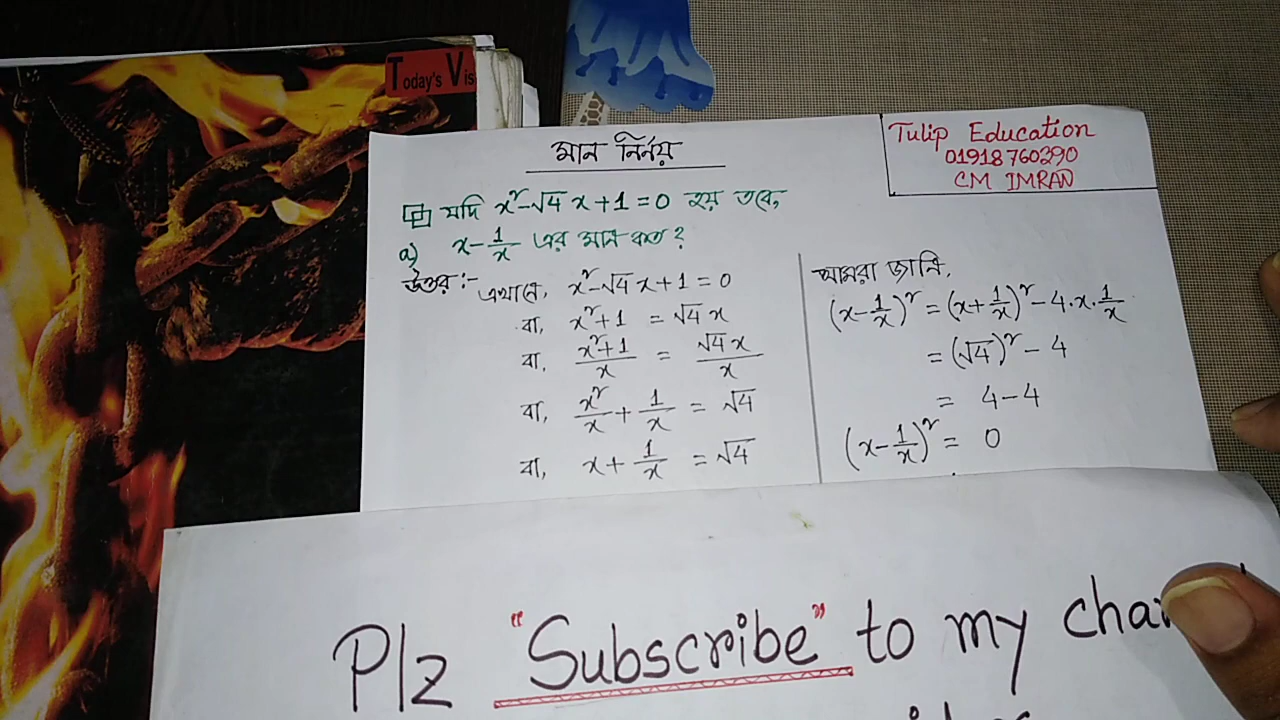 Today's Vis
মান নির্নয়
Tulip Education
01918760290
CM IMRAN
যদি x²-√4 x+1=0 হয় তবে,
a) x-1/x এর মান কত?
উত্তর:- এখানে, x²-√4 x+1=0
বা, x²+1 = √4 x
বা, (x²+1)/x = √4 x/x
বা, x²/x + 1/x = √4
বা, x + 1/x = √4
আমরা জানি,
(x-1/x)² = (x+1/x)² - 4·x·1/x
= (√4)² - 4
= 4-4
(x-1/x)² = 0
Plz "Subscribe" to my chan